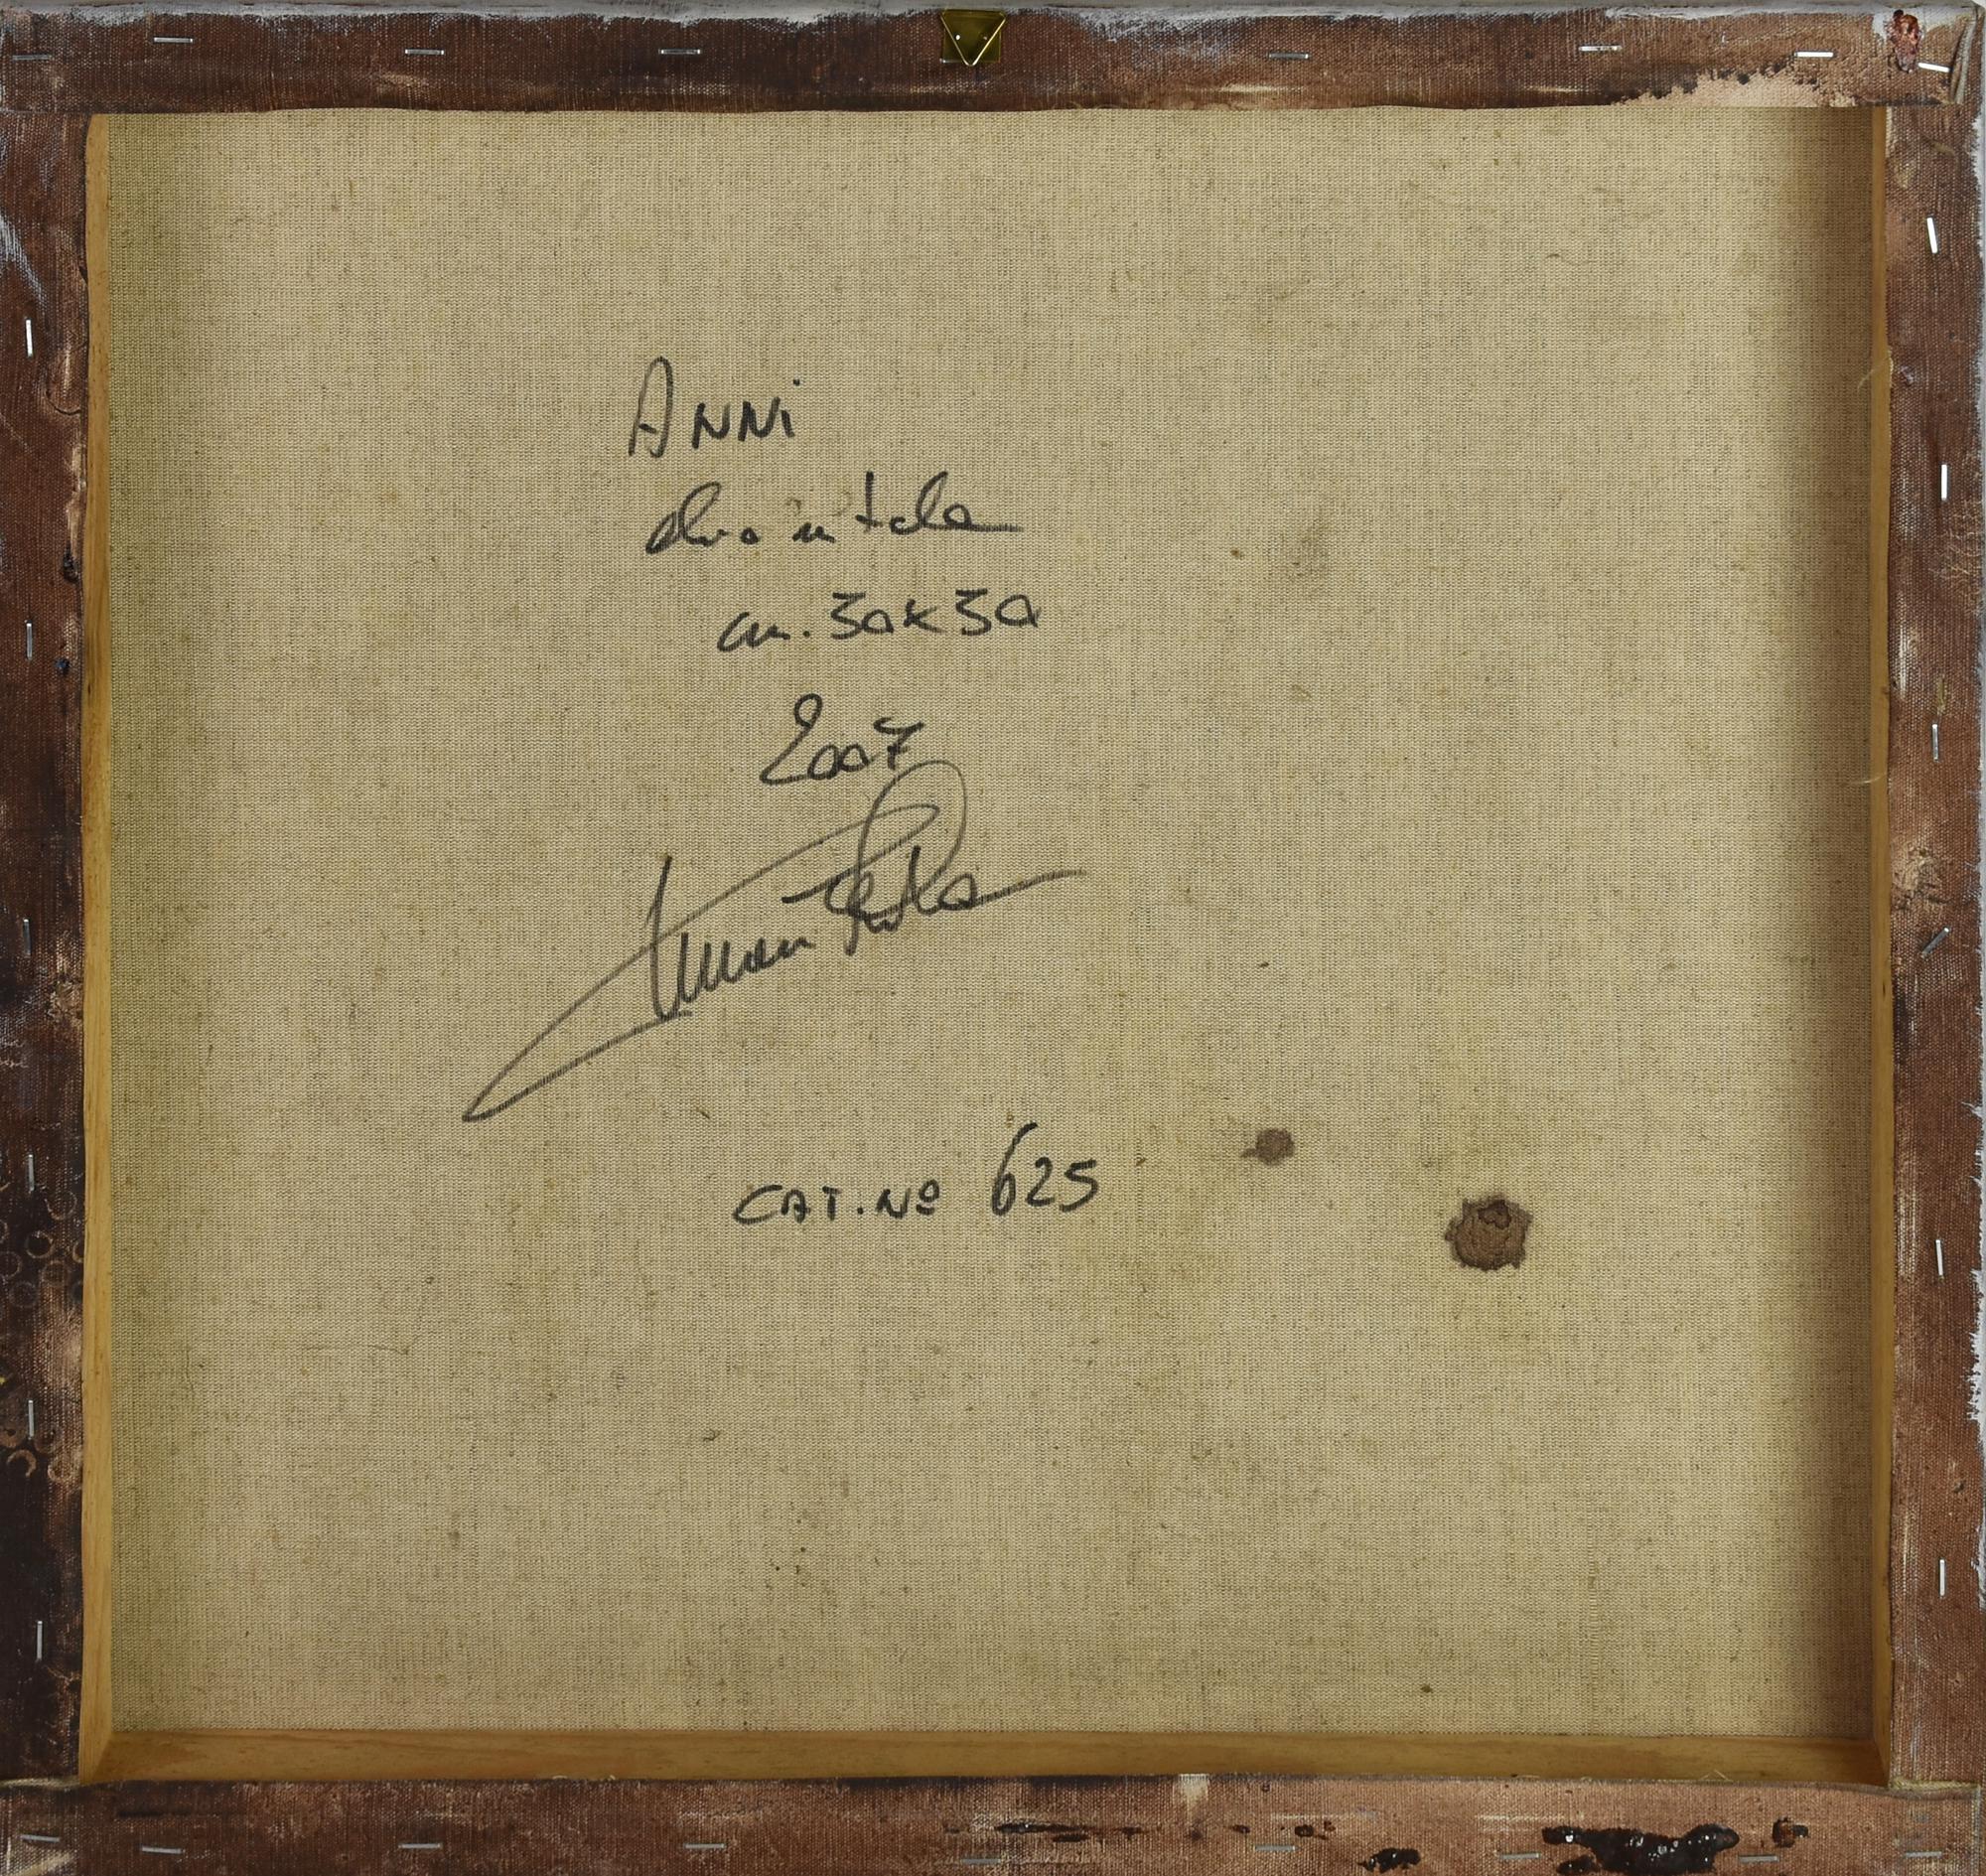 ANNi
olio su tela
cm. 30x30
2007
CAT. Nº 625